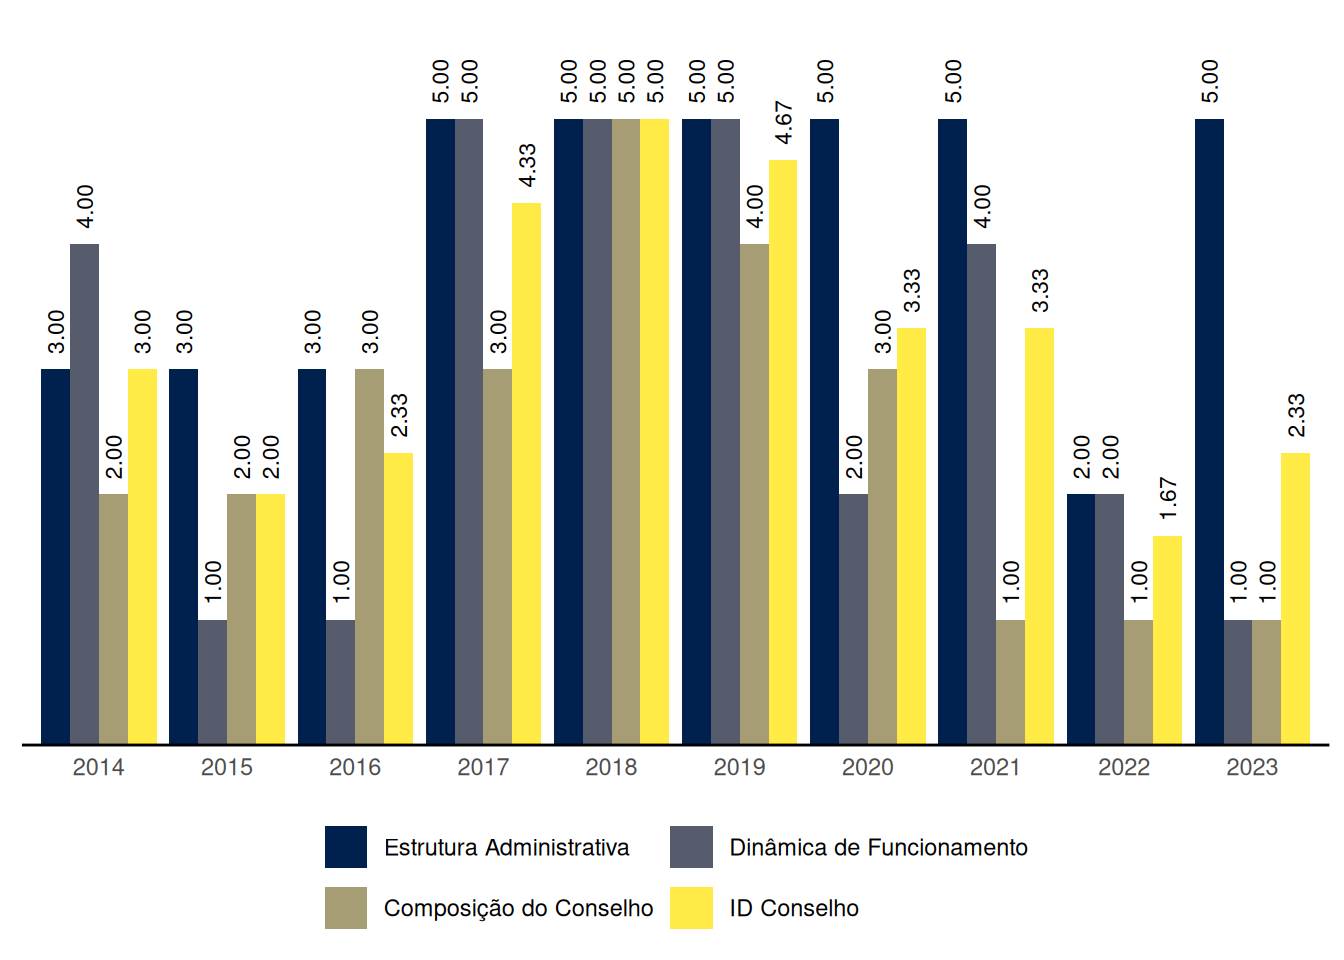 3.00 4.00 2.00 3.00
3.00 1.00 2.00 2.00
3.00 1.00 3.00 2.33
5.00 5.00 3.00 4.33
5.00 5.00 5.00 5.00
5.00 5.00 4.00 4.67
5.00 2.00 3.00 3.33
5.00 4.00 1.00 3.33
2.00 2.00 1.00 1.67
5.00 1.00 1.00 2.33
2014 2015 2016 2017 2018 2019 2020 2021 2022 2023
Estrutura Administrativa Dinâmica de Funcionamento
Composição do Conselho ID Conselho